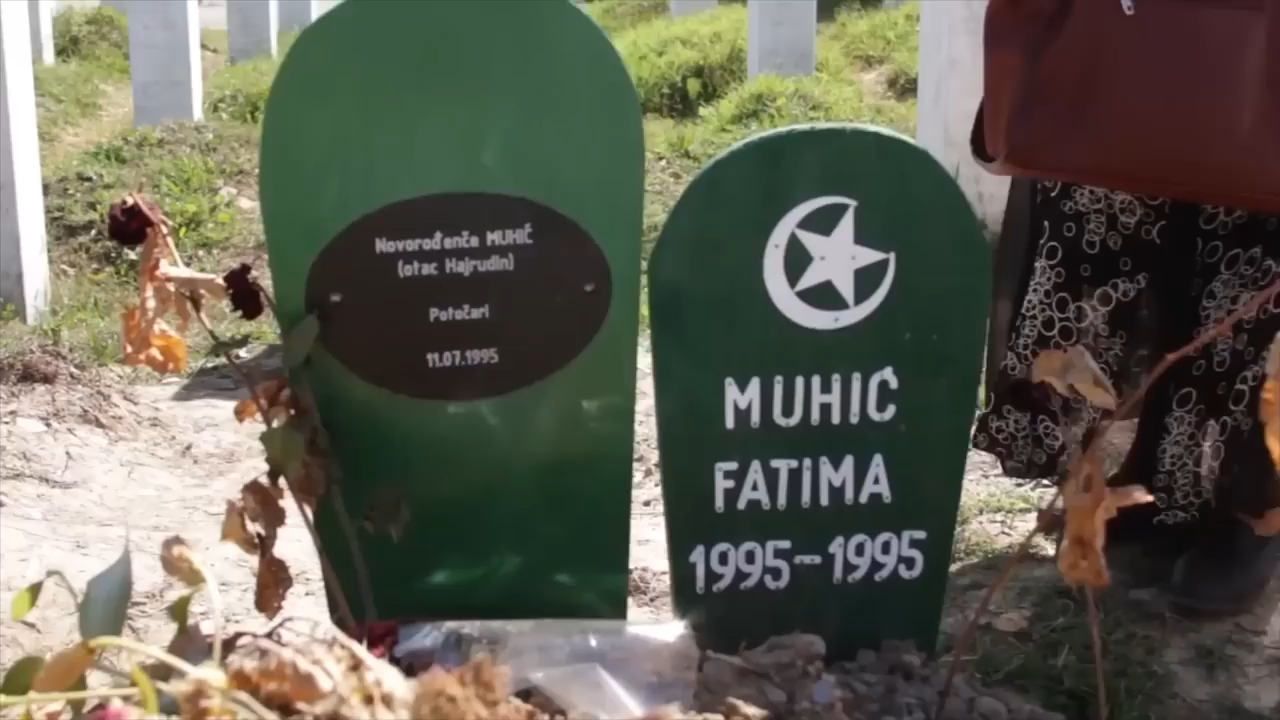 Novorođenče MUHIĆ
(otac Hajrudin)
Potočari
11.07.1995
MUHIĆ
FATIMA
1995-1995